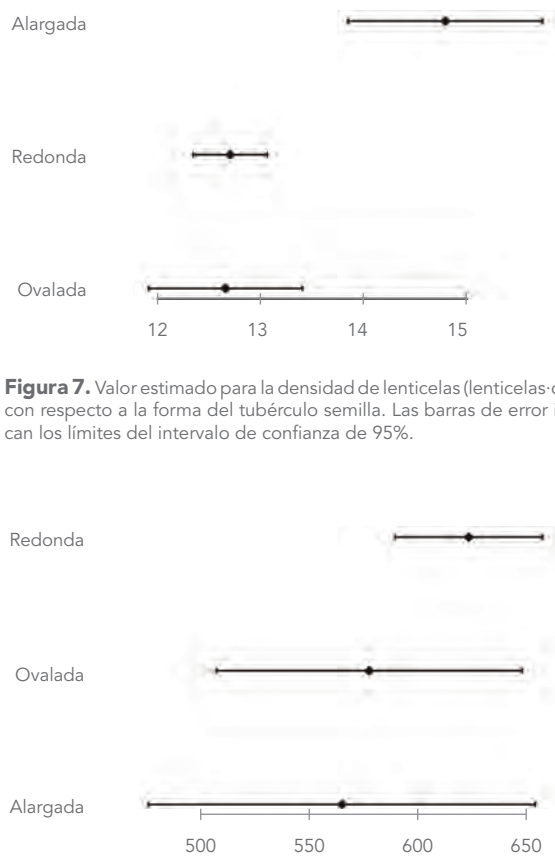 Alargada
Redonda
Ovalada
12 13 14 15
Figura 7. Valor estimado para la densidad de lenticelas (lenticelas·
con respecto a la forma del tubérculo semilla. Las barras de error
can los límites del intervalo de confianza de 95%.
Redonda
Ovalada
Alargada
500 550 600 650